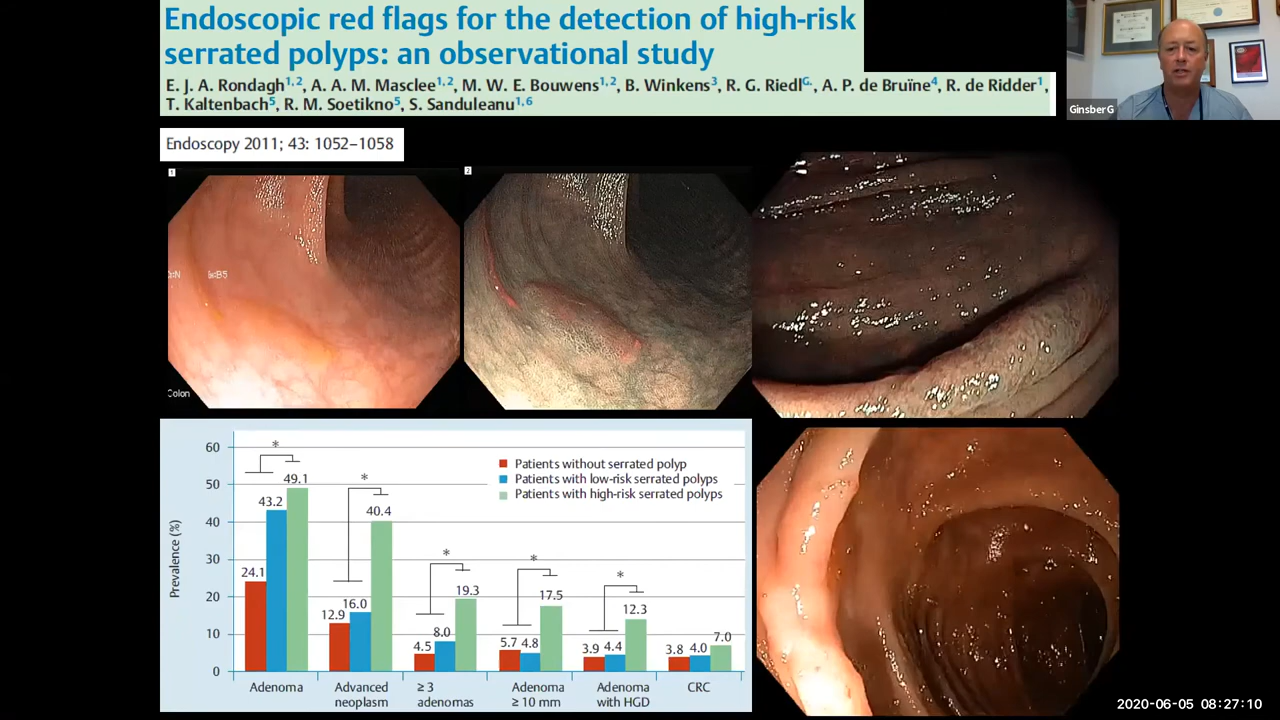 Endoscopic red flags for the detection of high-risk
serrated polyps: an observational study
E. J. A. Rondagh1,2, A. A. M. Masclee1,2, M. W. E. Bouwens1,2, B. Winkens3, R. G. RiedlG, A. P. de Bruïne4, R. de Ridder1,
T. Kaltenbach5, R. M. Soetikno5, S. Sanduleanu1,6
Ginsber G
Endoscopy 2011; 43: 1052–1058
1
2
Colon
Prevalence (%)
60
50
40
30
20
10
0
Patients without serrated polyp
Patients with low-risk serrated polyps
Patients with high-risk serrated polyps
* * * * *
24.1 43.2 49.1
12.9 16.0 40.4
4.5 8.0 19.3
5.7 4.8 17.5
3.9 4.4 12.3
3.8 4.0 7.0
Adenoma
Advanced
neoplasm
≥ 3
adenomas
Adenoma
≥ 10 mm
Adenoma
with HGD
CRC
2020-06-05 08:27:10